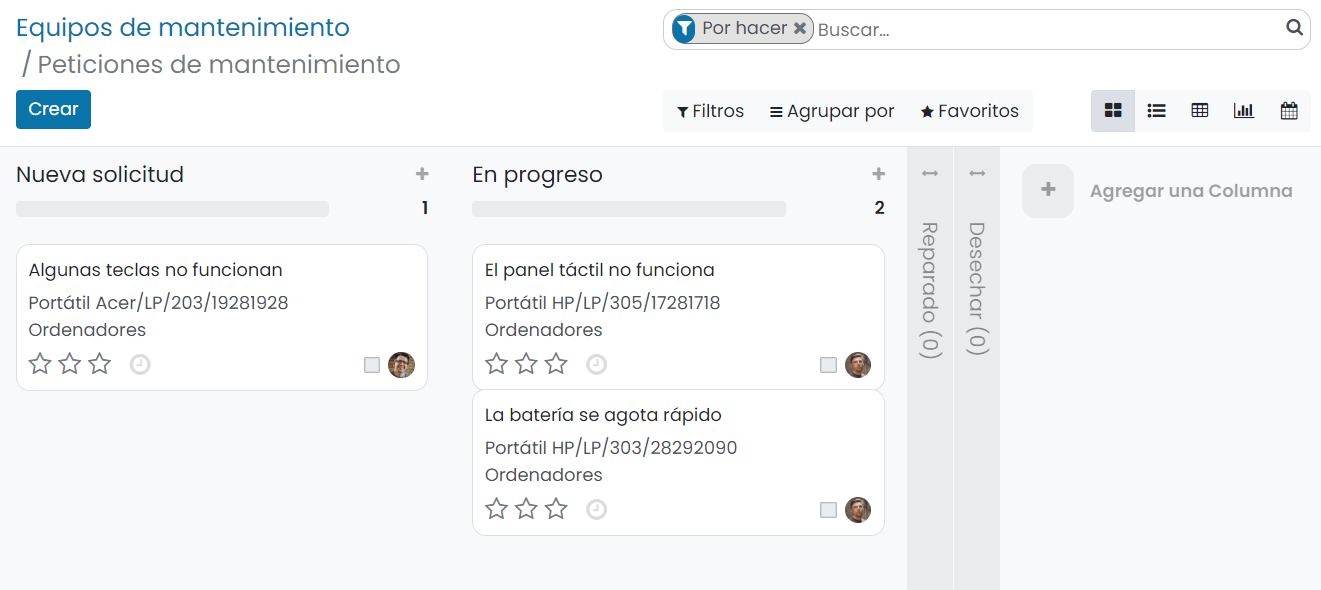 Equipos de mantenimiento
/ Peticiones de mantenimiento
Por hacer
Buscar...
Crear
Filtros
Agrupar por
Favoritos
Nueva solicitud
1
En progreso
2
Reparado (0)
Desechar (0)
Agregar una Columna
Algunas teclas no funcionan
Portátil Acer/LP/203/19281928
Ordenadores
El panel táctil no funciona
Portátil HP/LP/305/17281718
Ordenadores
La batería se agota rápido
Portátil HP/LP/303/28292090
Ordenadores